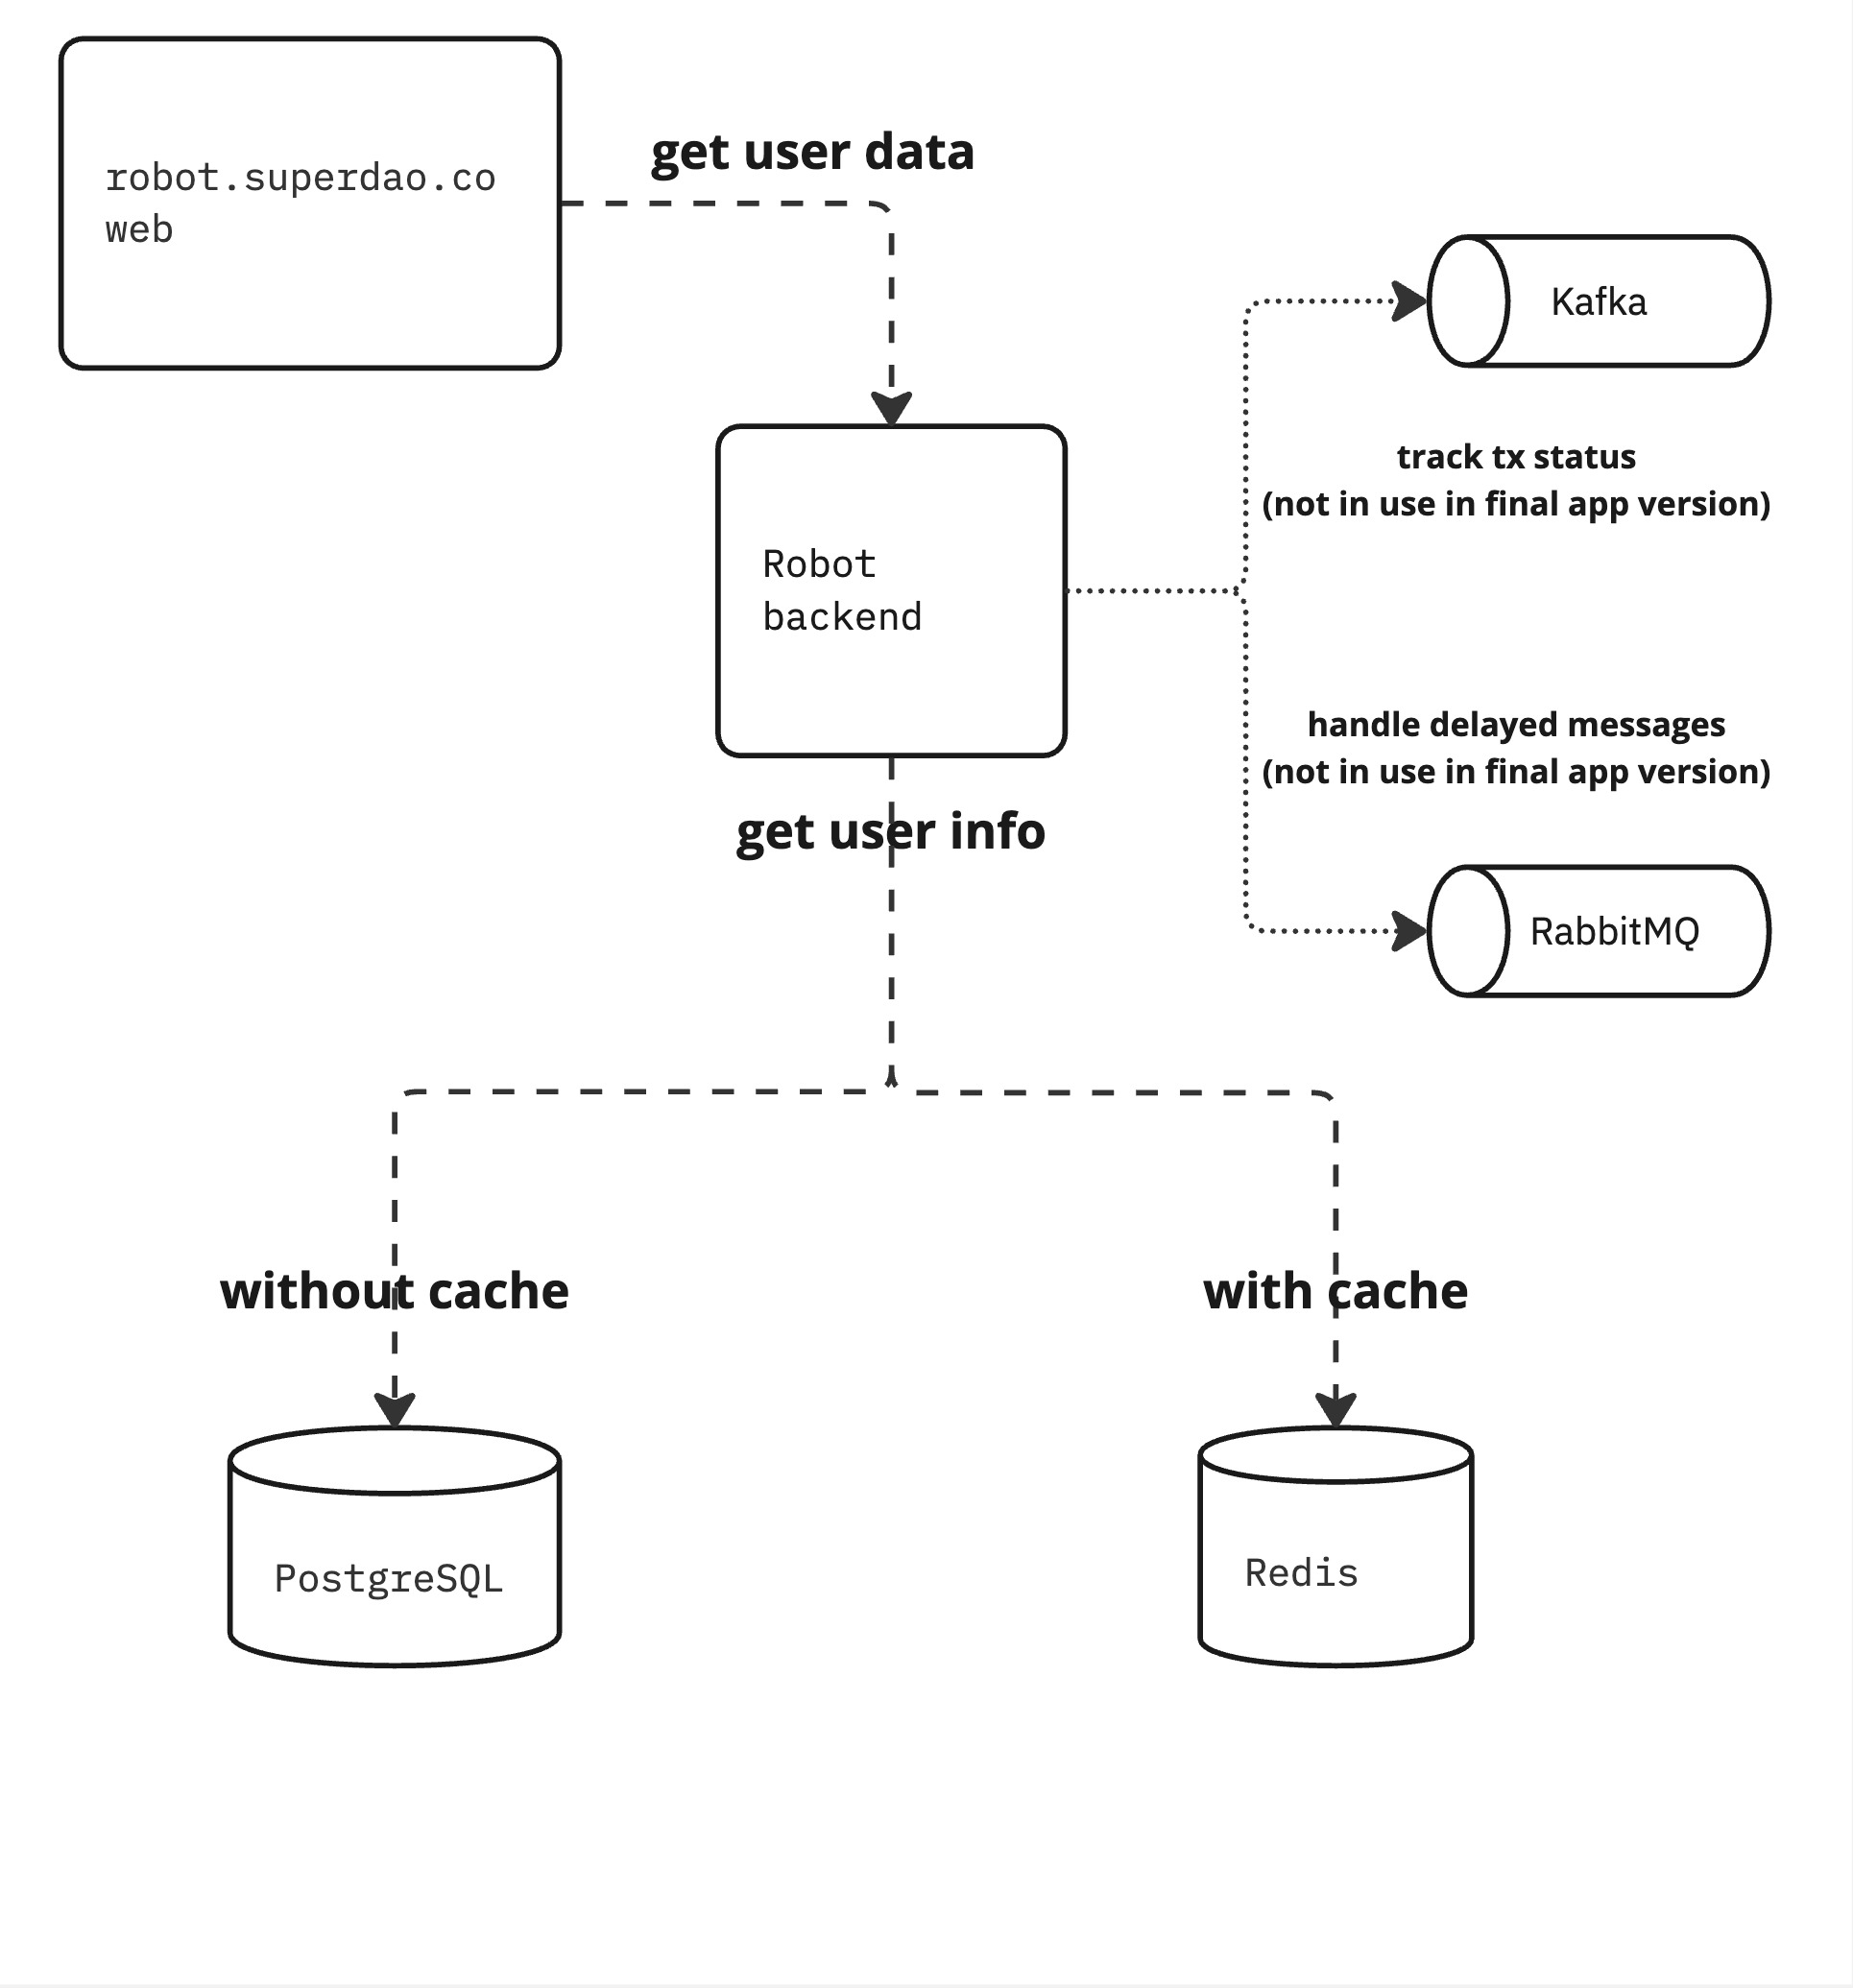 robot.superdao.co
web
get user data
Kafka
track tx status
(not in use in final app version)
Robot
backend
handle delayed messages
(not in use in final app version)
get user info
RabbitMQ
without cache
with cache
PostgreSQL
Redis